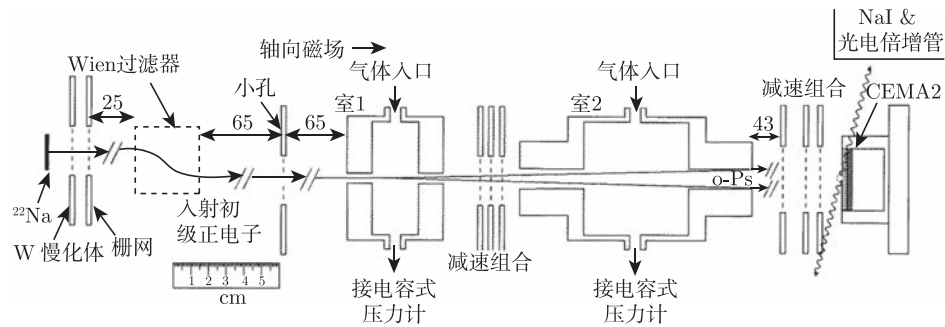 NaI &
光电倍增管
轴向磁场
Wien过滤器
气体入口
气体入口
减速组合
CEMA2
小孔
室1
室2
25
65
65
43
o-Ps
²²Na
W 慢化体
栅网
入射初
级正电子
减速组合
1 2 3 4 5
cm
接电容式
压力计
接电容式
压力计